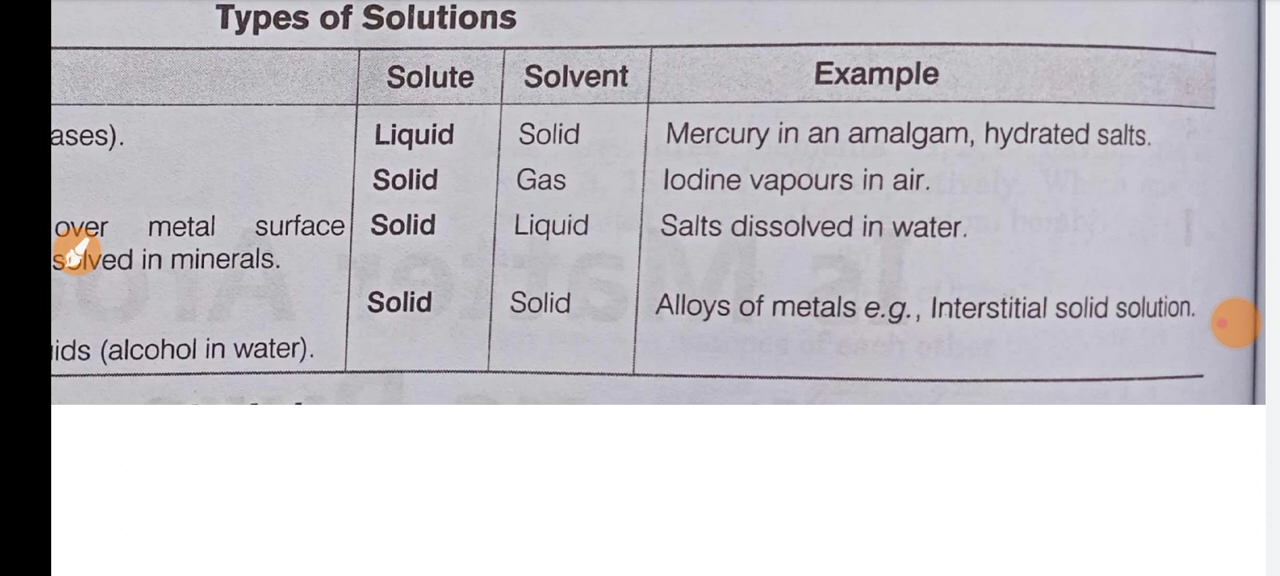 Types of Solutions
Solute Solvent Example
ases). Liquid Solid Mercury in an amalgam, hydrated salts.
Solid Gas Iodine vapours in air.
over metal surface Solid Liquid Salts dissolved in water.
solved in minerals.
Solid Solid Alloys of metals e.g., Interstitial solid solution.
ids (alcohol in water).